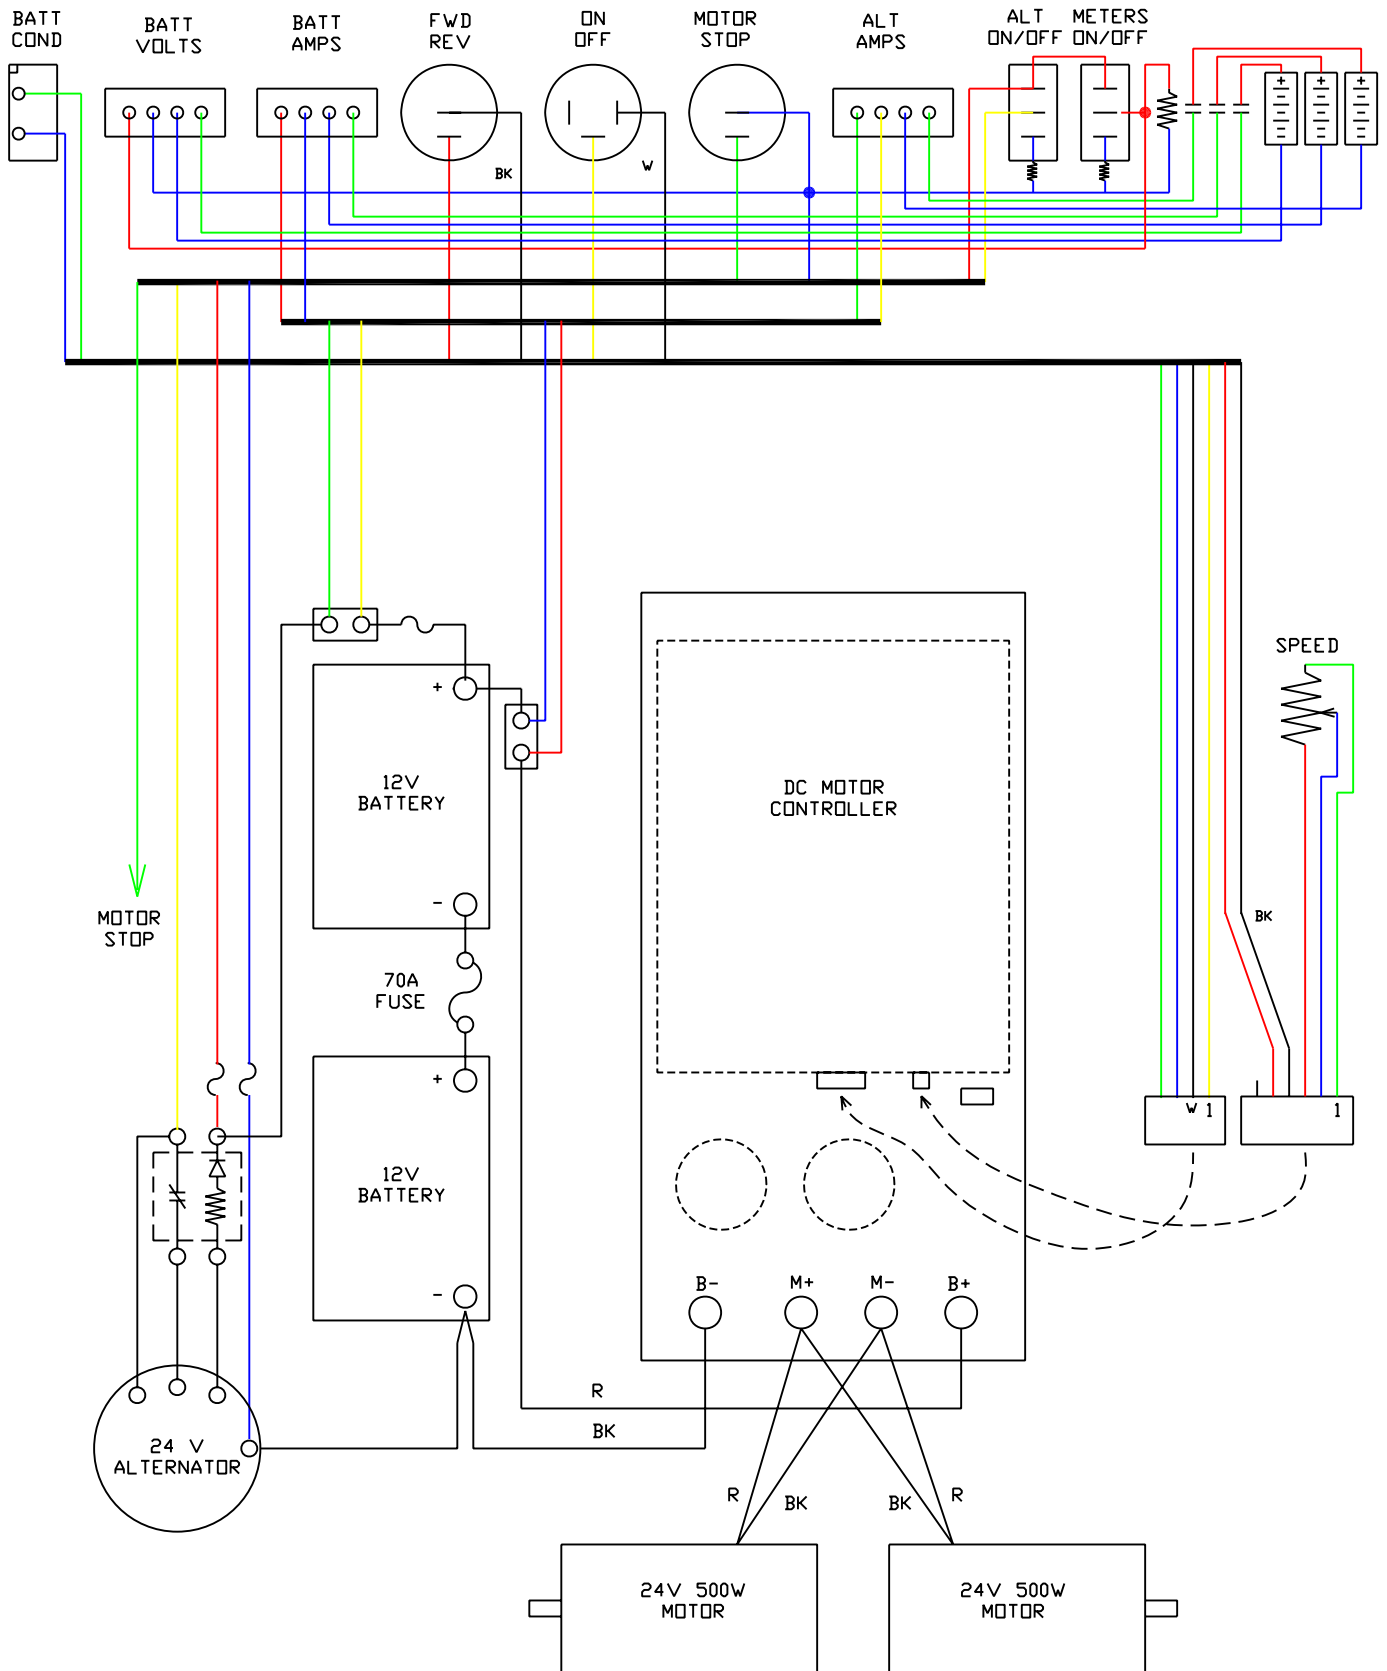 BATT
COND
BATT
VOLTS
BATT
AMPS
FWD
REV
ON
OFF
MOTOR
STOP
ALT
AMPS
ALT
ON/OFF
METERS
ON/OFF
+
+
+
BK
W
SPEED
+
12V
BATTERY
-
DC MOTOR
CONTROLLER
MOTOR
STOP
BK
70A
FUSE
+
12V
BATTERY
-
W 1
1
B-
M+
M-
B+
R
BK
24 V
ALTERNATOR
R
BK
BK
R
24V 500W
MOTOR
24V 500W
MOTOR